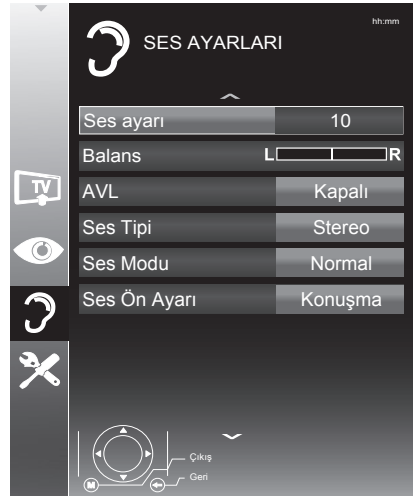 hh:mm
SES AYARLARI
Ses ayarı 10
Balans L R
TV
AVL Kapalı
Ses Tipi Stereo
Ses Modu Normal
Ses Ön Ayarı Konuşma
Çıkış
M Geri